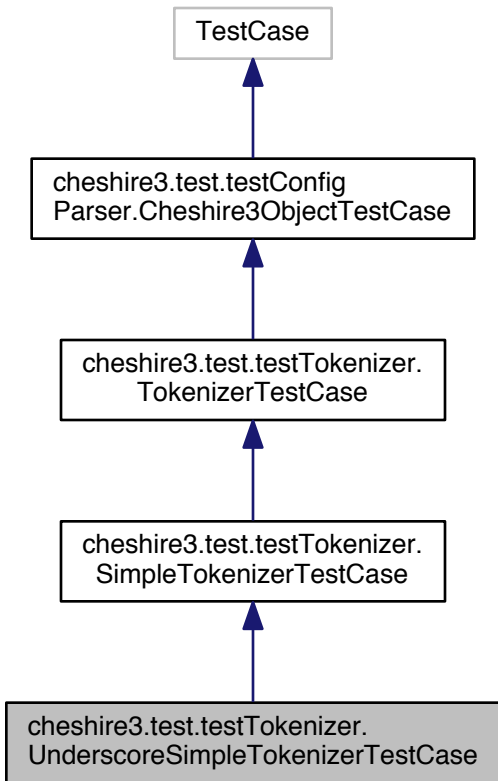 TestCase
cheshire3.test.testConfig
Parser.Cheshire3ObjectTestCase
cheshire3.test.testTokenizer.
TokenizerTestCase
cheshire3.test.testTokenizer.
SimpleTokenizerTestCase
cheshire3.test.testTokenizer.
UnderscoreSimpleTokenizerTestCase